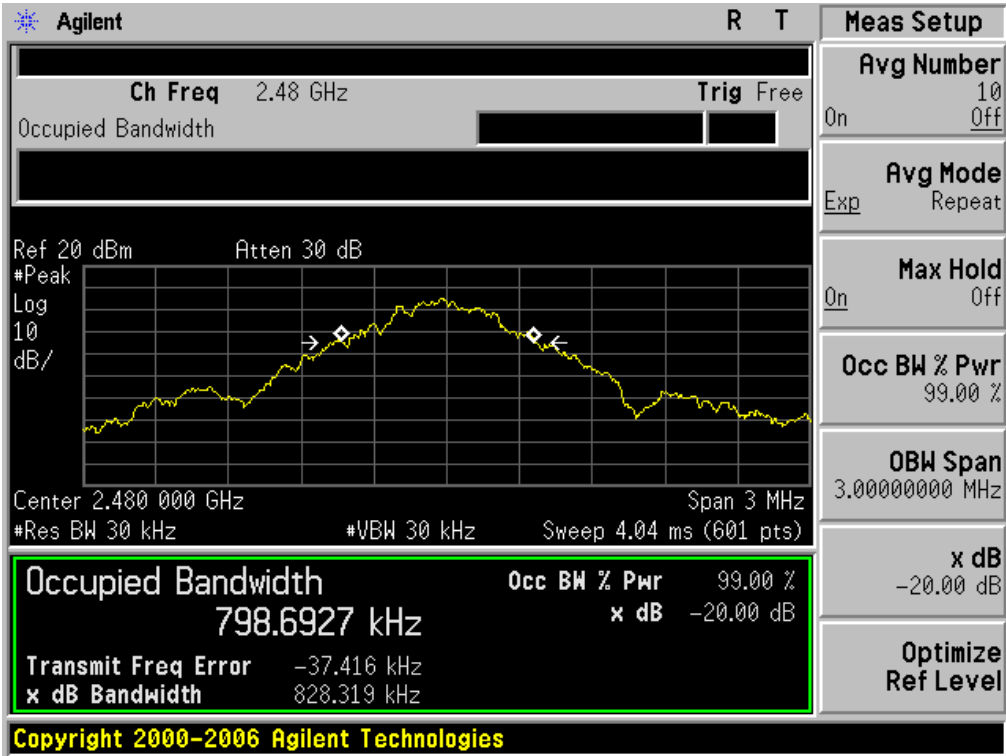 Agilent R T
Ch Freq 2.48 GHz Trig Free
Occupied Bandwidth
Ref 20 dBm Atten 30 dB
#Peak
Log
10
dB/
Center 2.480 000 GHz Span 3 MHz
#Res BW 30 kHz #VBW 30 kHz Sweep 4.04 ms (601 pts)
Occupied Bandwidth Occ BW % Pwr 99.00 %
798.6927 kHz x dB -20.00 dB
Transmit Freq Error -37.416 kHz
x dB Bandwidth 828.319 kHz
Copyright 2000-2006 Agilent Technologies
Meas Setup
Avg Number
10
On Off
Avg Mode
Exp Repeat
Max Hold
On Off
Occ BW % Pwr
99.00 %
OBW Span
3.00000000 MHz
x dB
-20.00 dB
Optimize
Ref Level